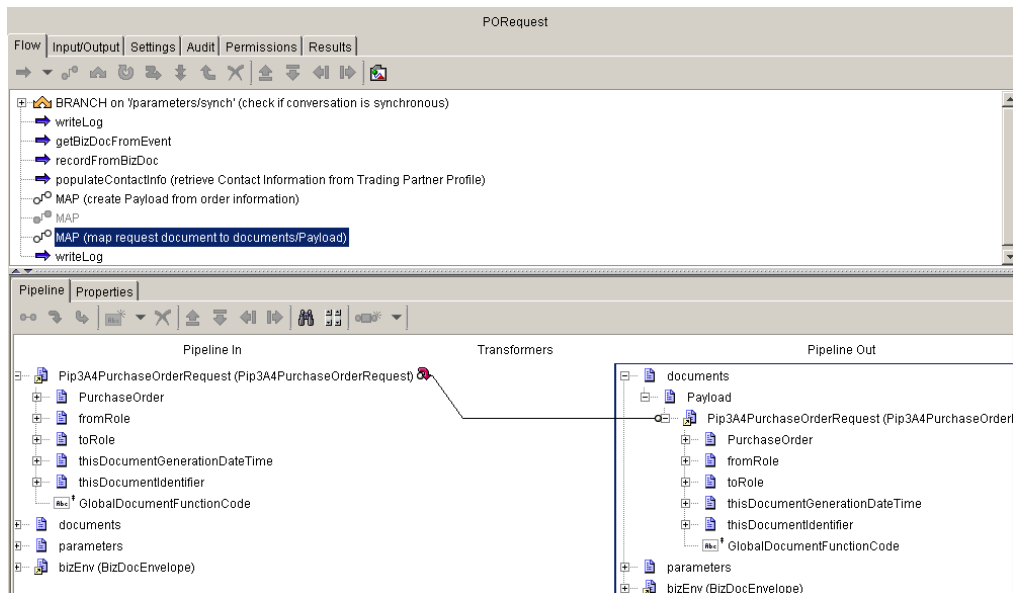 PORequest
Flow Input/Output Settings Audit Permissions Results
BRANCH on '/parameters/synch' (check if conversation is synchronous)
writeLog
getBizDocFromEvent
recordFromBizDoc
populateContactInfo (retrieve Contact Information from Trading Partner Profile)
MAP (create Payload from order information)
MAP
MAP (map request document to documents/Payload)
writeLog
Pipeline Properties
Pipeline In Transformers Pipeline Out
Pip3A4PurchaseOrderRequest (Pip3A4PurchaseOrderRequest) documents
PurchaseOrder Payload
fromRole Pip3A4PurchaseOrderRequest (Pip3A4PurchaseOrderI
toRole PurchaseOrder
thisDocumentGenerationDateTime fromRole
thisDocumentIdentifier toRole
Abc GlobalDocumentFunctionCode thisDocumentGenerationDateTime
documents thisDocumentIdentifier
parameters Abc GlobalDocumentFunctionCode
bizEnv (BizDocEnvelope) parameters
bizEnv (BizDocEnvelope)